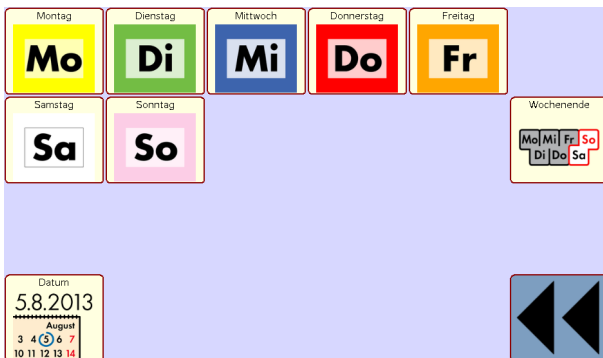 Montag
Mo
Dienstag
Di
Mittwoch
Mi
Donnerstag
Do
Freitag
Fr
Samstag
Sa
Sonntag
So
Wochenende
Mo Mi Fr So
Di Do Sa
Datum
5.8.2013
August
3 4 5 6 7
10 11 12 13 14